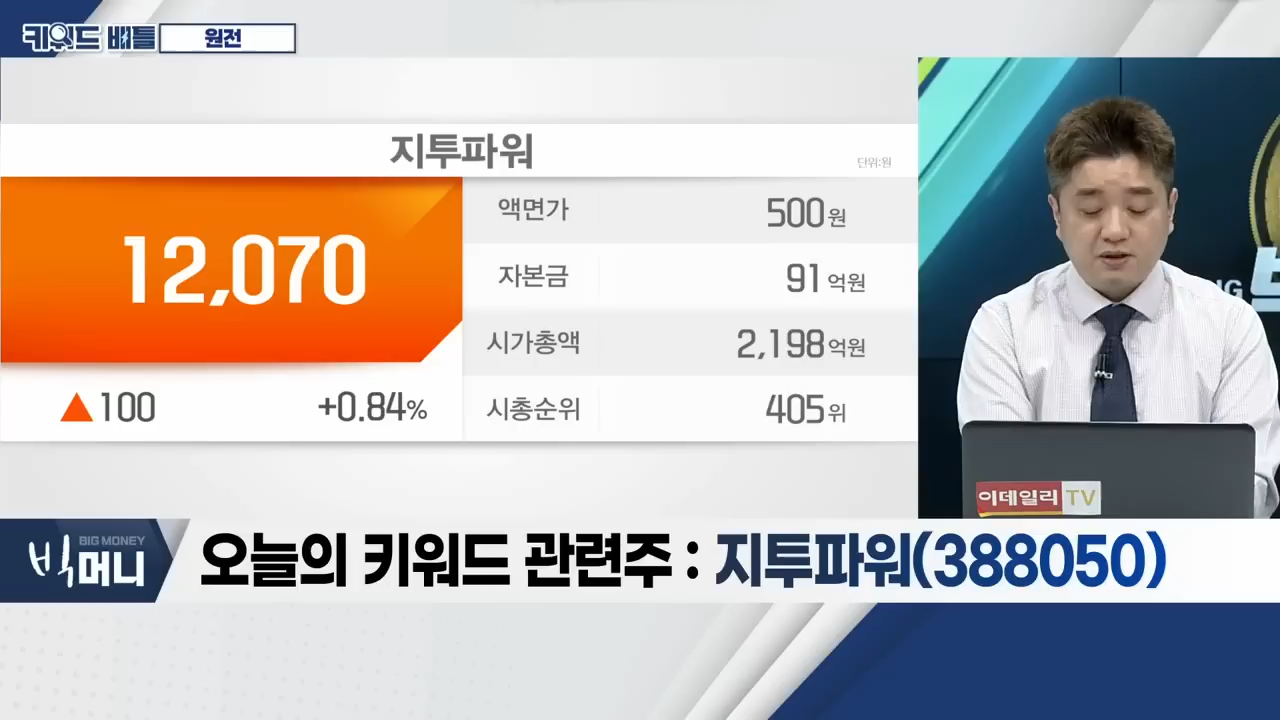 키워드 배틀 원전
지투파워
단위:원
12,070
▲100 +0.84%
액면가 500원
자본금 91억원
시가총액 2,198억원
시총순위 405위
이데일리 TV
BIG MONEY
빅머니
오늘의 키워드 관련주 : 지투파워(388050)